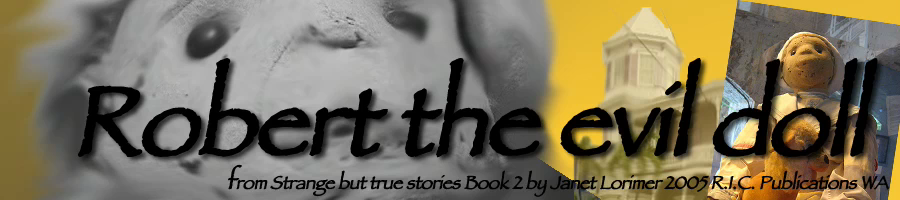 Robert the evil doll
from Strange but true stories Book 2 by Janet Lorimer 2005 R.I.C. Publications WA